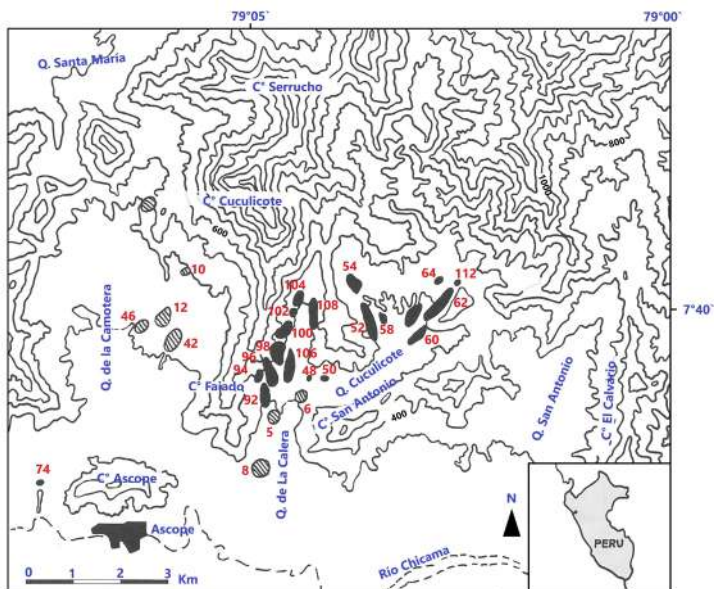 79°05' 79°00'
Q. Santa María
C° Serrucho
800
1000
C° Cuculicote
600
10
54
64
112
104
62
12
102
108
46
7°40'
52
58
100
42
98
60
106
96
94
48
50
Q. de la Camotera
C° Fajado
Q. Cuculicote
92
6
C° San Antonio
5
400
Q. San Antonio
C° El Calvario
8
Q. de La Calera
74
C° Ascope
N
Ascope
PERU
Rio Chicama
0 1 2 3
Km